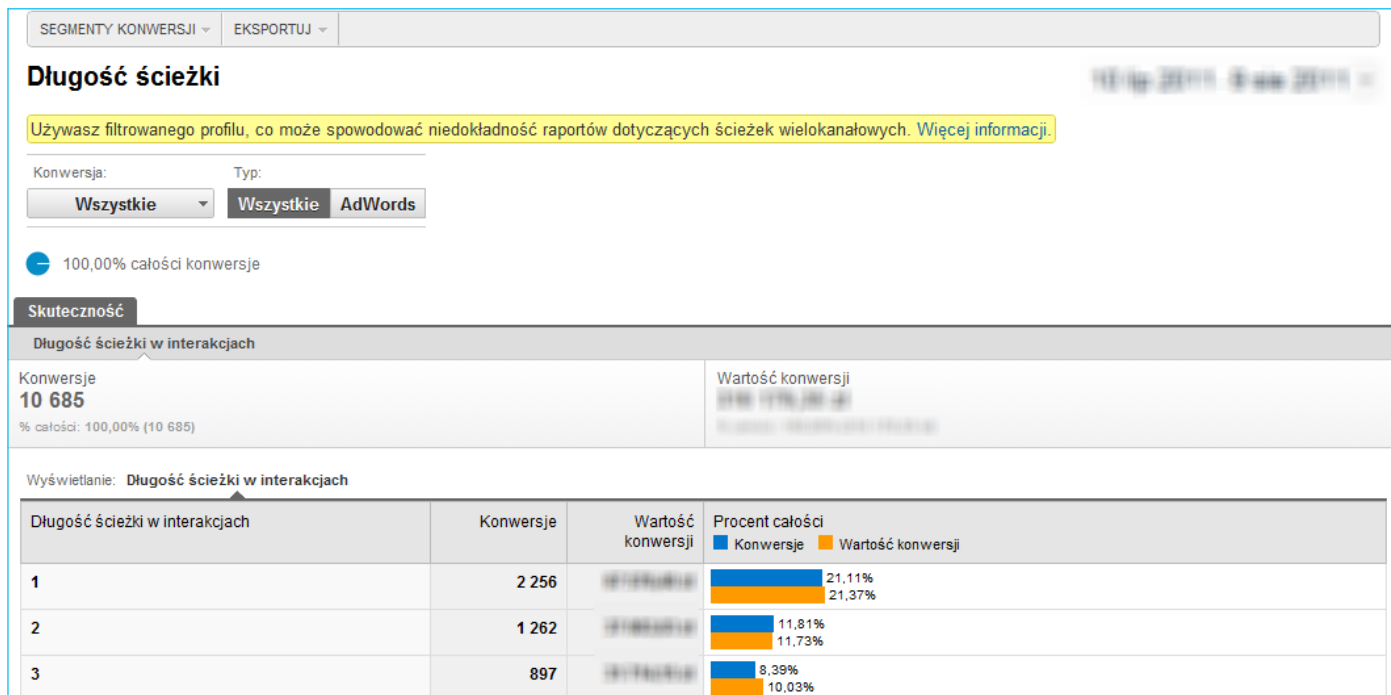 SEGMENTY KONWERSJI EKSPORTUJ
Długość ścieżki
Używasz filtrowanego profilu, co może spowodować niedokładność raportów dotyczących ścieżek wielokanałowych. Więcej informacji.
Konwersja: Typ:
Wszystkie Wszystkie AdWords
100,00% całości konwersje
Skuteczność
Długość ścieżki w interakcjach
Konwersje Wartość konwersji
10 685
% całości: 100,00% (10 685)
Wyświetlanie: Długość ścieżki w interakcjach
Długość ścieżki w interakcjach Konwersje Wartość konwersji Procent całości
Konwersje Wartość konwersji
1 2 256 21,11%
21,37%
2 1 262 11,81%
11,73%
3 897 8,39%
10,03%